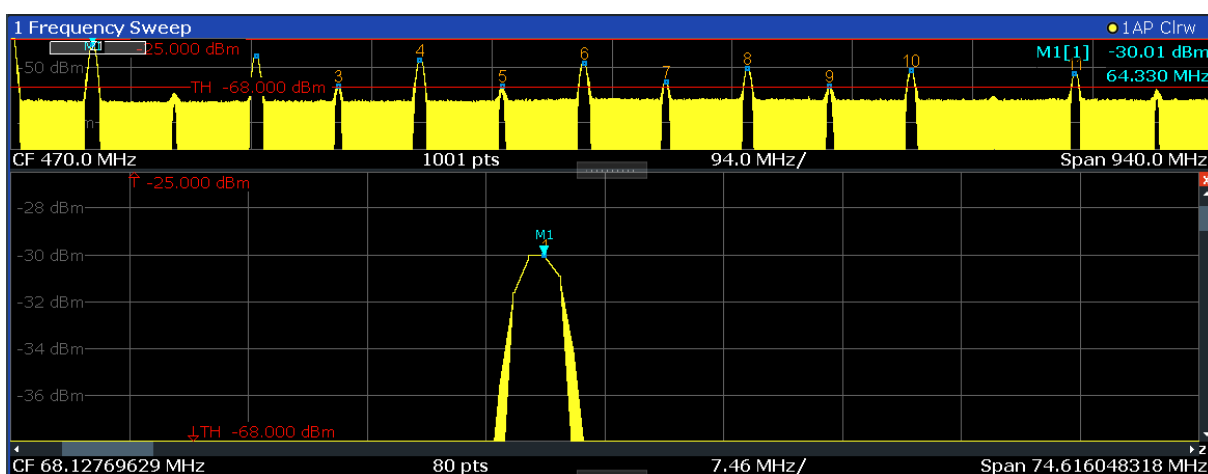 1 Frequency Sweep
1AP Clrw
M1
-25.000 dBm
4
6
8
10
M1[1] -30.01 dBm
-50 dBm
3
5
7
9
11
64.330 MHz
TH -68.000 dBm
CF 470.0 MHz
1001 pts
94.0 MHz/
Span 940.0 MHz
-25.000 dBm
-28 dBm
M1
1
-30 dBm
-32 dBm
-34 dBm
-36 dBm
TH -68.000 dBm
z
CF 68.12769629 MHz
80 pts
7.46 MHz/
Span 74.616048318 MHz